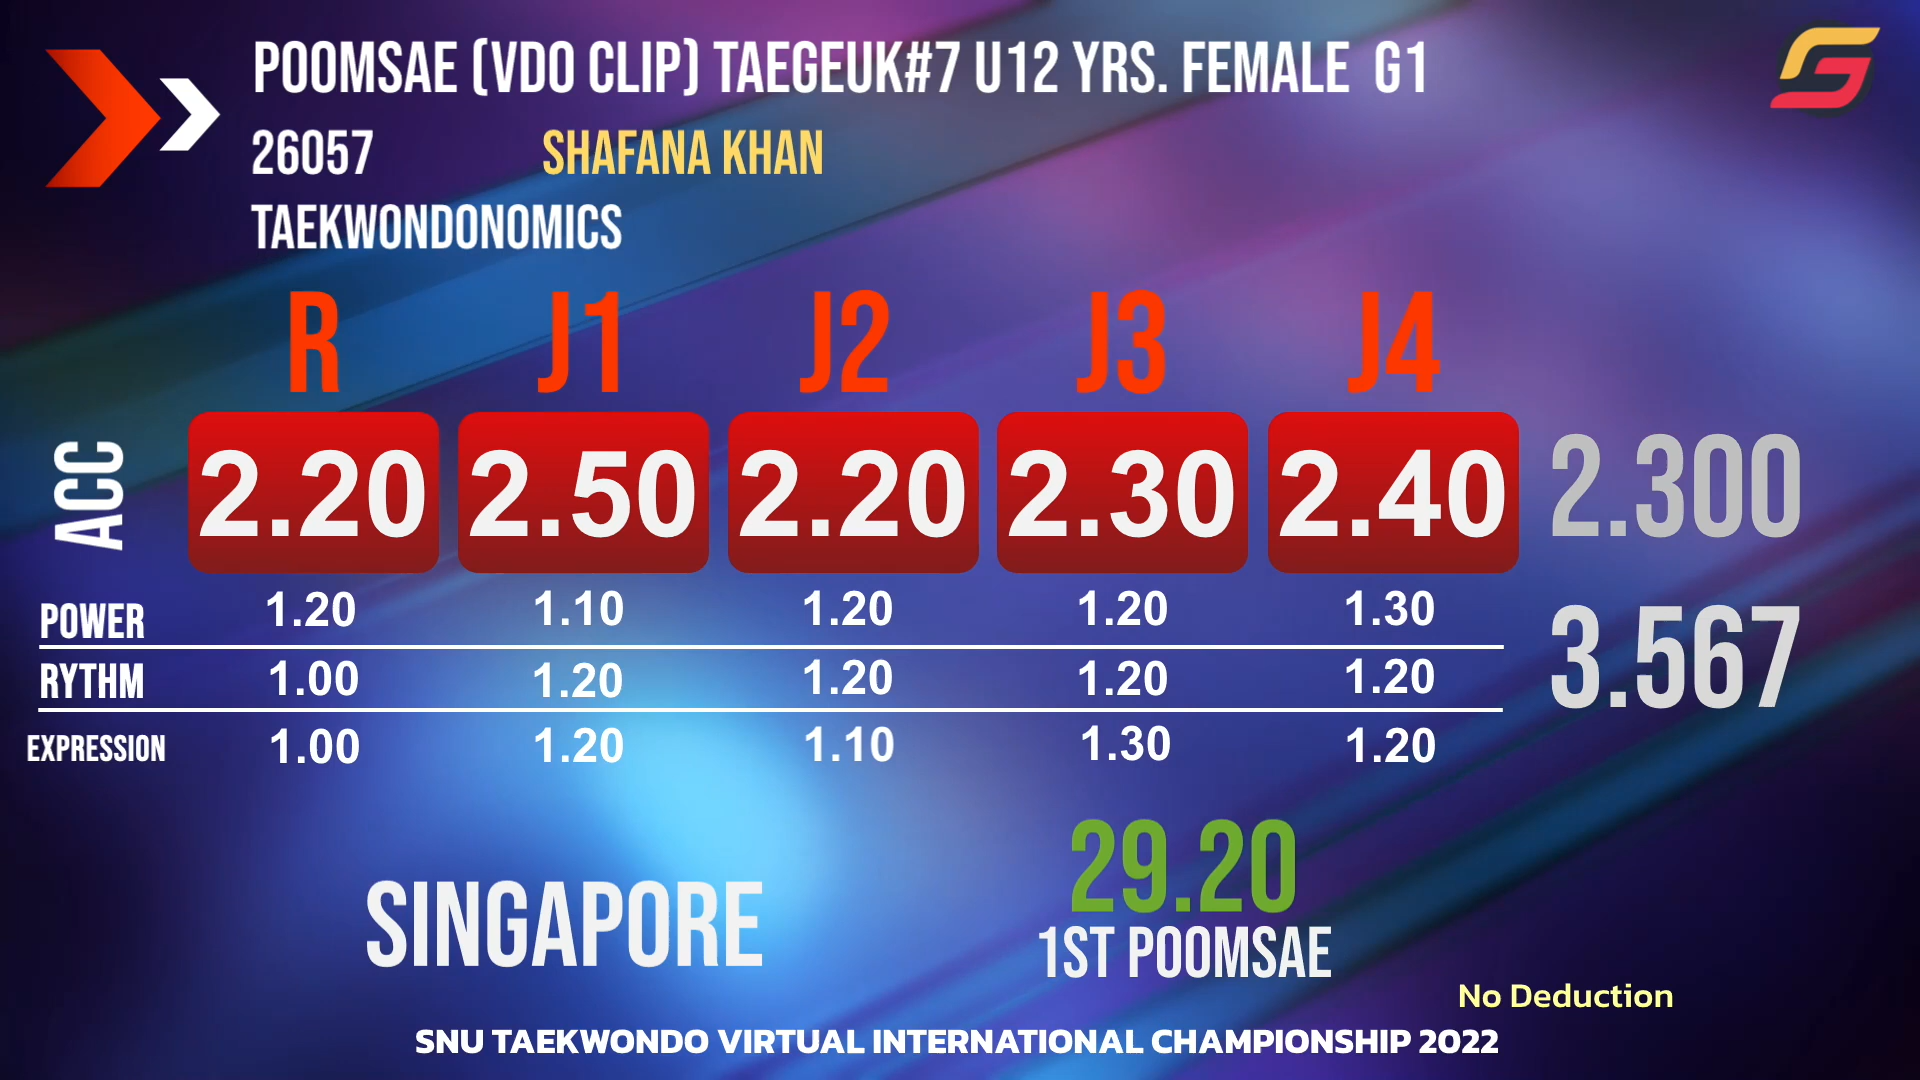 POOMSAE (VDO CLIP) TAEGEUK#7 U12 YRS. FEMALE G1
26057 SHAFANA KHAN
TAEKWONDONOMICS
R J1 J2 J3 J4
ACC 2.20 2.50 2.20 2.30 2.40 2.300
POWER 1.20 1.10 1.20 1.20 1.30
3.567
RYTHM 1.00 1.20 1.20 1.20 1.20
EXPRESSION 1.00 1.20 1.10 1.30 1.20
29.20
SINGAPORE
1ST POOMSAE
No Deduction
SNU TAEKWONDO VIRTUAL INTERNATIONAL CHAMPIONSHIP 2022